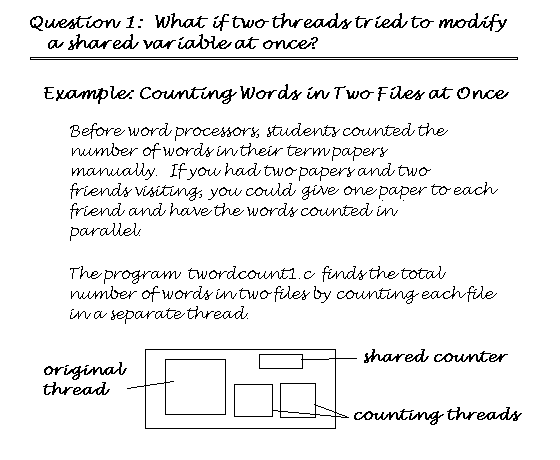 Question 1: What if two threads tried to modify
a shared variable at once?
Example: Counting Words in Two Files at Once
Before word processors, students counted the
number of words in their term papers
manually. If you had two papers and two
friends visiting, you could give one paper to each
friend and have the words counted in
parallel.
The program twordcount1.c finds the total
number of words in two files by counting each file
in a separate thread.
original
thread
shared counter
counting threads